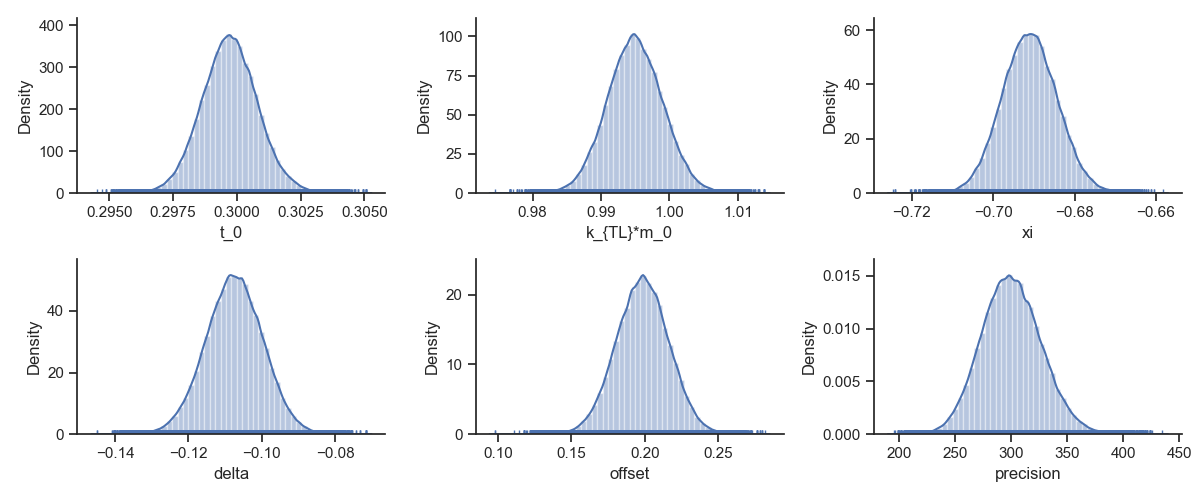 400
300
200
100
0
Density
0.2950 0.2975 0.3000 0.3025 0.3050
t_0
100
75
50
25
0
Density
0.98 0.99 1.00 1.01
k_{TL}*m_0
60
40
20
0
Density
−0.72 −0.70 −0.68 −0.66
xi
40
20
0
Density
−0.14 −0.12 −0.10 −0.08
delta
20
10
0
Density
0.10 0.15 0.20 0.25
offset
0.015
0.010
0.005
0.000
Density
200 250 300 350 400 450
precision